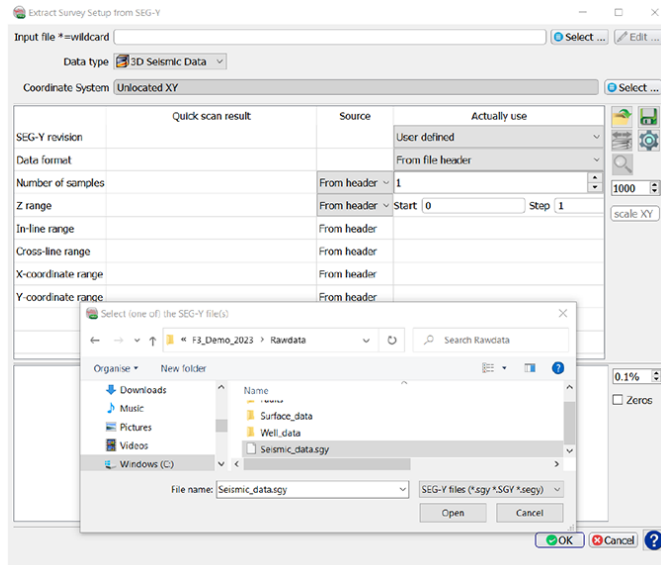 Extract Survey Setup from SEG-Y
Input file *=wildcard Select ... Edit ...
Data type 3D Seismic Data
Coordinate System Unlocated XY Select ...
Quick scan result Source Actually use
SEG-Y revision User defined
Data format From file header
Number of samples From header 1
1000
Z range From header Start 0 Step 1
scale XY
In-line range From header
Cross-line range From header
X-coordinate range From header
Y-coordinate range From header
Select (one of) the SEG-Y file(s)
« F3_Demo_2023 > Rawdata Search Rawdata
Organise New folder
0.1%
Downloads Name
Zeros
Music
Surface_data
Pictures
Well_data
Videos
Seismic_data.sgy
Windows (C:)
File name: Seismic_data.sgy SEG-Y files (*.sgy *.SGY *.segy)
Open Cancel
OK Cancel ?